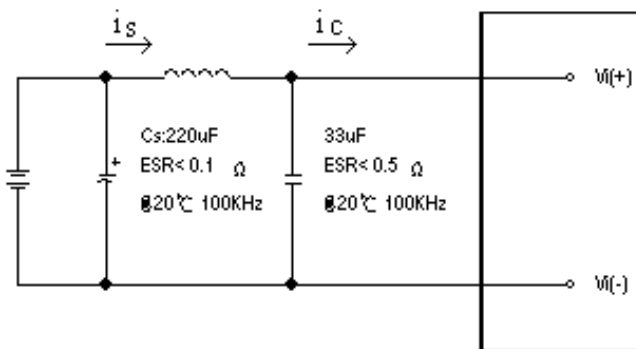 is
ic
Vi(+)
Cs:220uF
ESR<0.1 Ω
@20℃ 100KHz
33uF
ESR<0.5 Ω
@20℃ 100KHz
+
Vi(-)